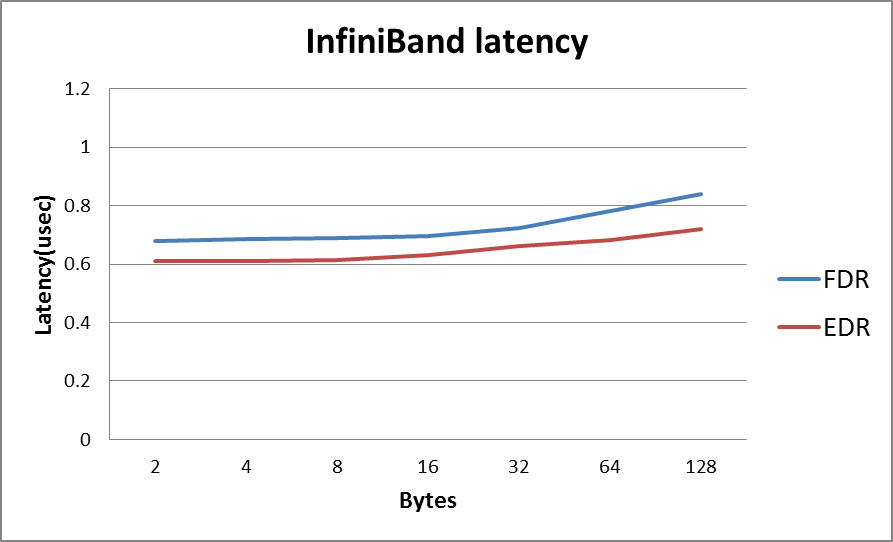 InfiniBand latency
1.2
1
0.8
0.6
0.4
0.2
0
Latency(usec)
2 4 8 16 32 64 128
Bytes
FDR
EDR